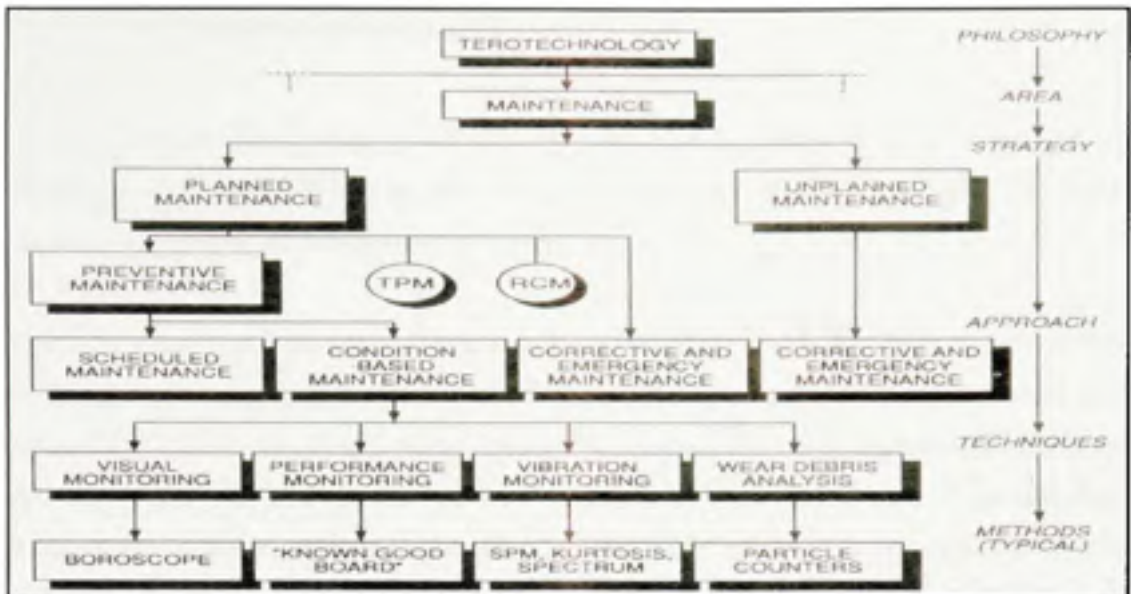 TEROTECHNOLOGY
PHILOSOPHY
MAINTENANCE
AREA
STRATEGY
PLANNED
MAINTENANCE
UNPLANNED
MAINTENANCE
PREVENTIVE
MAINTENANCE
TPM
RCM
APPROACH
SCHEDULED
MAINTENANCE
CONDITION
BASED
MAINTENANCE
CORRECTIVE AND
EMERGENCY
MAINTENANCE
CORRECTIVE AND
EMERGENCY
MAINTENANCE
TECHNIQUES
VISUAL
MONITORING
PERFORMANCE
MONITORING
VIBRATION
MONITORING
WEAR DEBRIS
ANALYSIS
METHODS
(TYPICAL)
BOROSCOPE
"KNOWN GOOD
BOARD"
SPM, KURTOSIS,
SPECTRUM
PARTICLE
COUNTERS